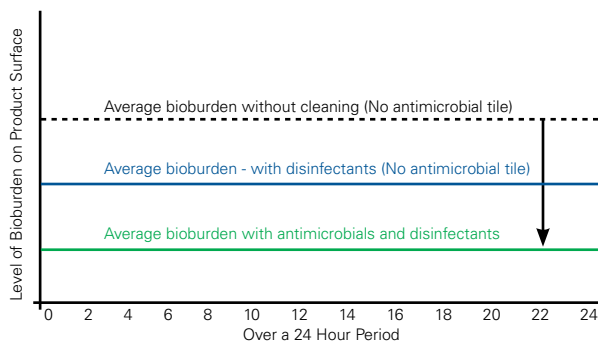 Level of Bioburden on Product Surface
Average bioburden without cleaning (No antimicrobial tile)
Average bioburden - with disinfectants (No antimicrobial tile)
Average bioburden with antimicrobials and disinfectants
0 2 4 6 8 10 12 14 16 18 20 22 24
Over a 24 Hour Period